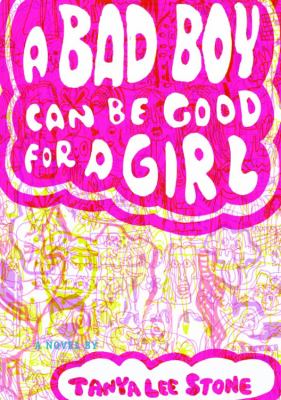 A BAD BOY
CAN BE GOOD
FOR A GIRL
A NOVEL BY
TANYA LEE STONE